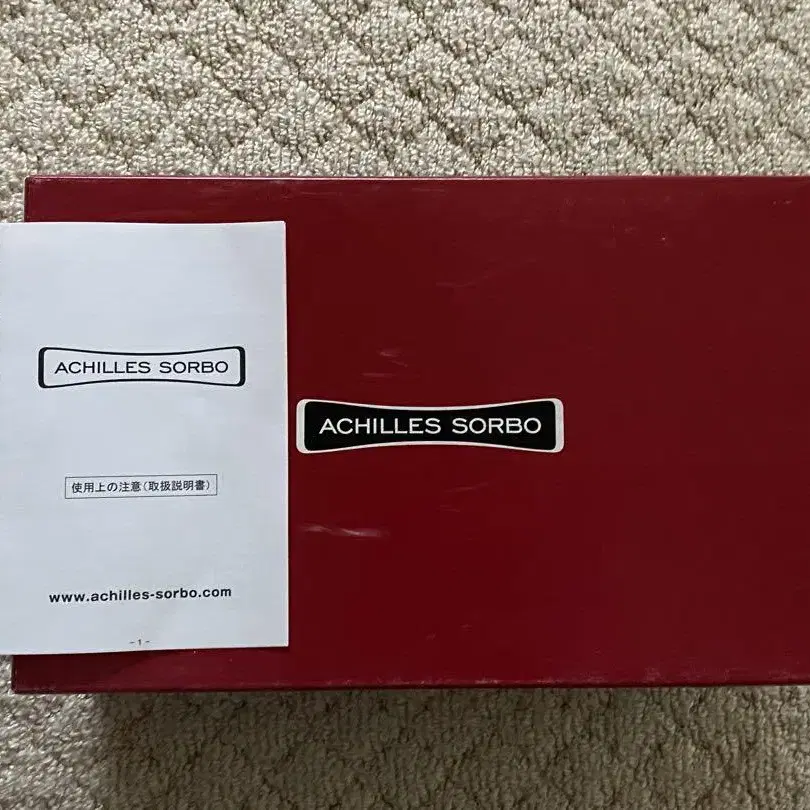 ACHILLES SORBO
使用上の注意(取扱説明書)
www.achilles-sorbo.com
-1-
ACHILLES SORBO